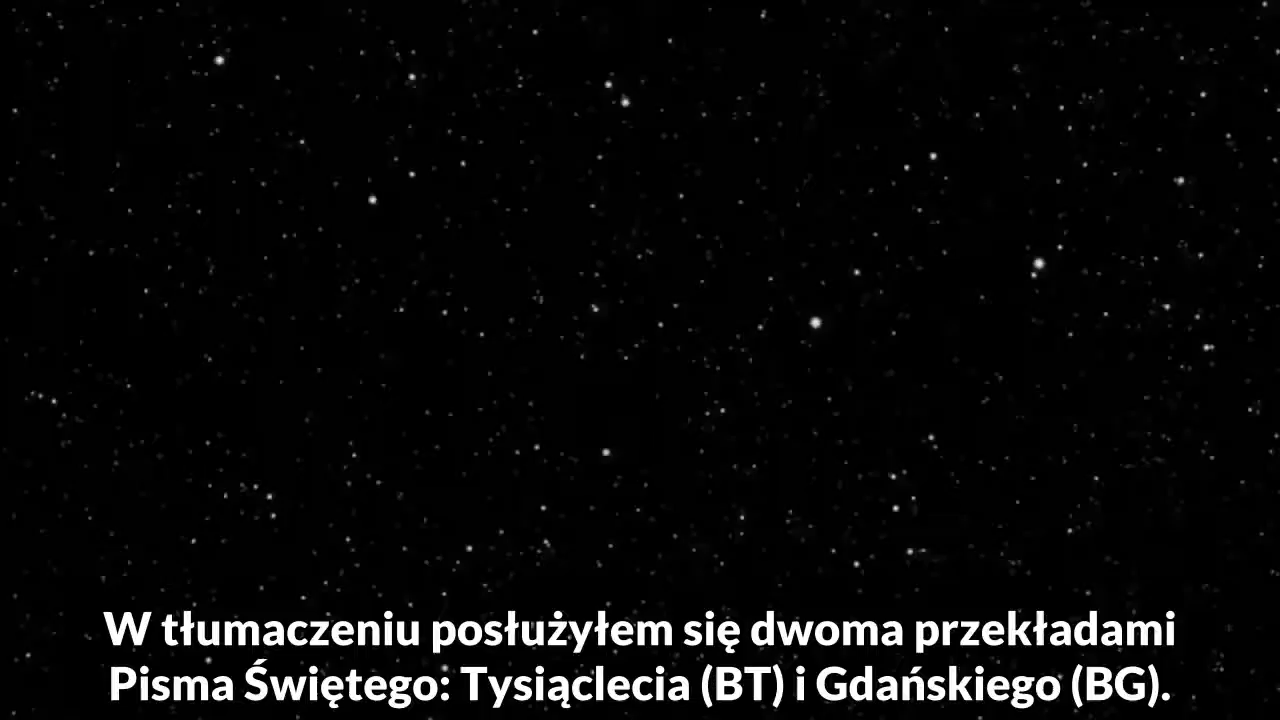 W tłumaczeniu posłużyłem się dwoma przekładami
Pisma Świętego: Tysiąclecia (BT) i Gdańskiego (BG).